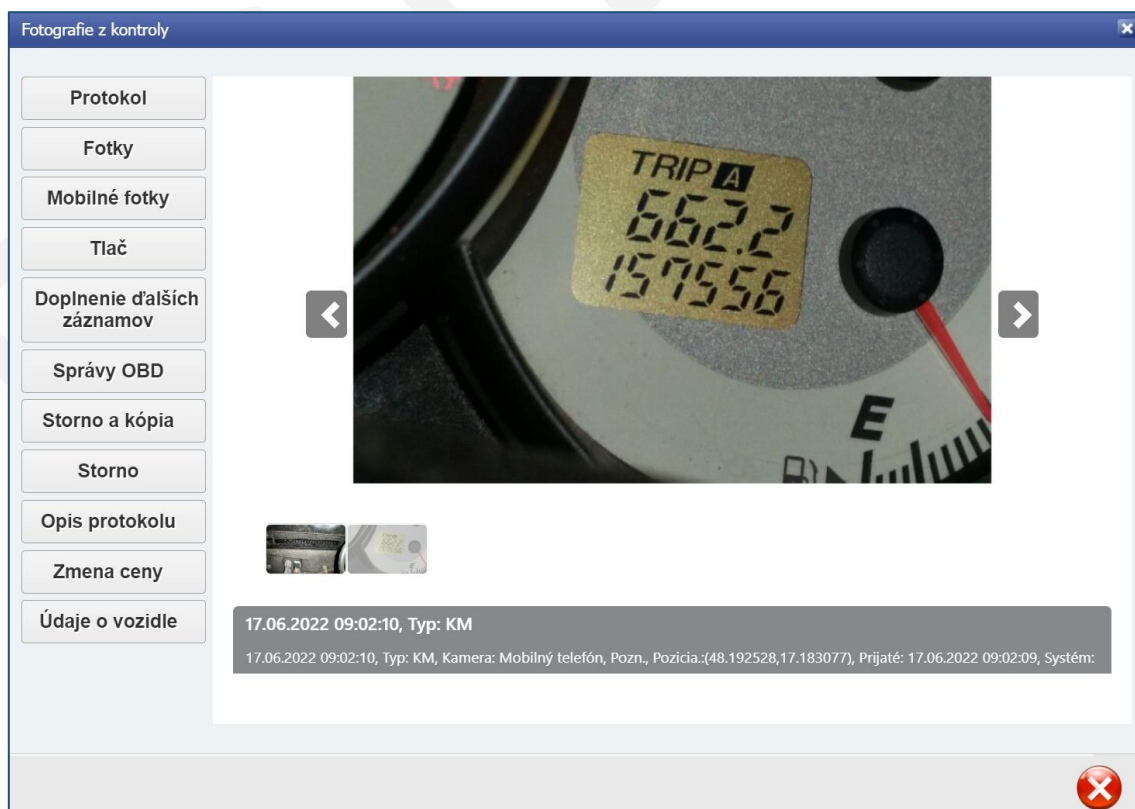 Fotografie z kontroly
Protokol
Fotky
Mobilné fotky
Tlač
Doplnenie ďalších
záznamov
Správy OBD
Storno a kópia
Storno
Opis protokolu
Zmena ceny
Údaje o vozidle
TRIP A
662.2
157556
E
17.06.2022 09:02:10, Typ: KM
17.06.2022 09:02:10, Typ: KM, Kamera: Mobilný telefón, Pozn., Pozicia.:(48.192528,17.183077), Prijaté: 17.06.2022 09:02:09, Systém: